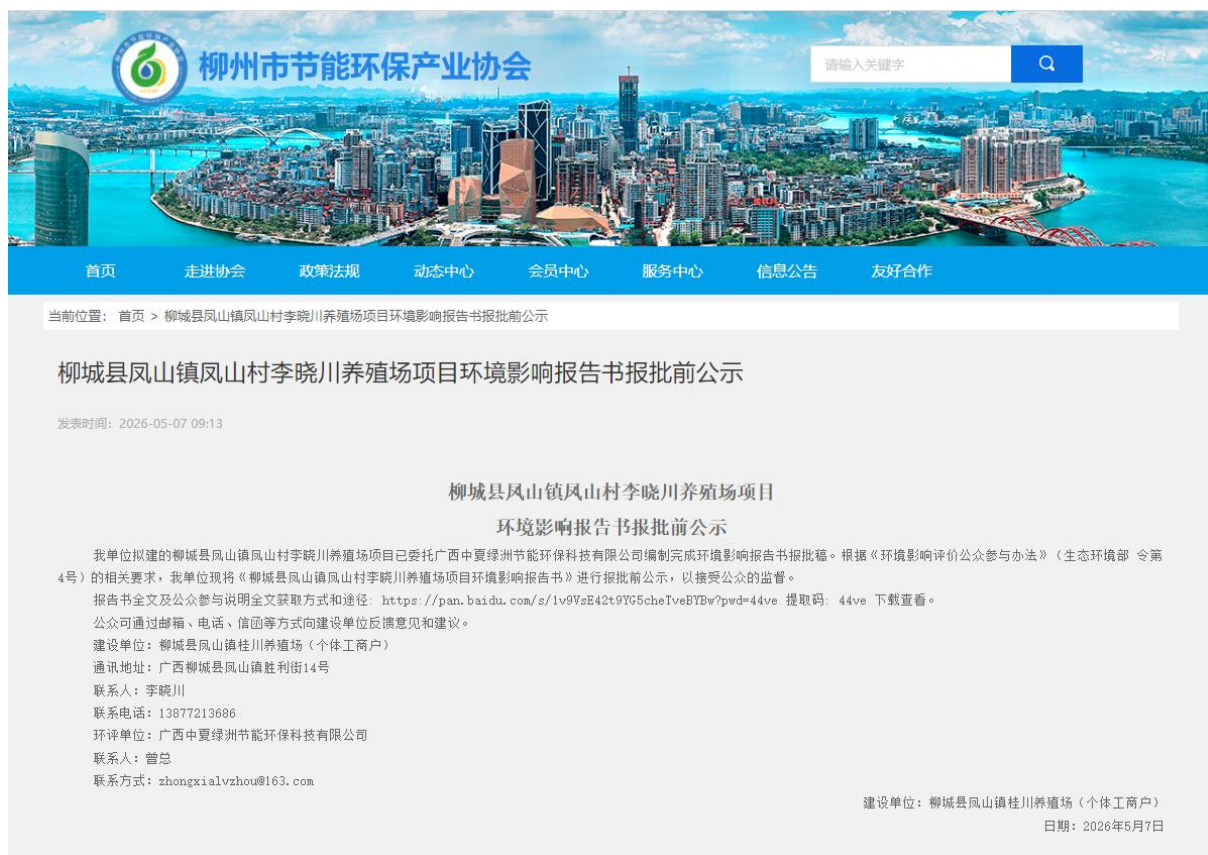 柳州市节能环保产业协会
请输入关键字
首页 走进协会 政策法规 动态中心 会员中心 服务中心 信息公告 友好合作
当前位置： 首页 > 柳城县凤山镇凤山村李晓川养殖场项目环境影响报告书报批前公示
柳城县凤山镇凤山村李晓川养殖场项目环境影响报告书报批前公示
发表时间：2026-05-07 09:13
柳城县凤山镇凤山村李晓川养殖场项目
环境影响报告书报批前公示
我单位拟建的柳城县凤山镇凤山村李晓川养殖场项目已委托广西中夏绿洲节能环保科技有限公司编制完成环境影响报告书报批稿。根据《环境影响评价公众参与办法》（生态环境部 令第
4号）的相关要求，我单位现将《柳城县凤山镇凤山村李晓川养殖场项目环境影响报告书》进行报批前公示，以接受公众的监督。
报告书全文及公众参与说明全文获取方式和途径：https://pan.baidu.com/s/1v9VsE42t9YG5cheTveBYBw?pwd=44ve 提取码：44ve 下载查看。
公众可通过邮箱、电话、信函等方式向建设单位反馈意见和建议。
建设单位：柳城县凤山镇桂川养殖场（个体工商户）
通讯地址：广西柳城县凤山镇胜利街14号
联系人：李晓川
联系电话：13877213686
环评单位：广西中夏绿洲节能环保科技有限公司
联系人：曾总
联系方式：zhongxialvzhou@163.com
建设单位：柳城县凤山镇桂川养殖场（个体工商户）
日期：2026年5月7日